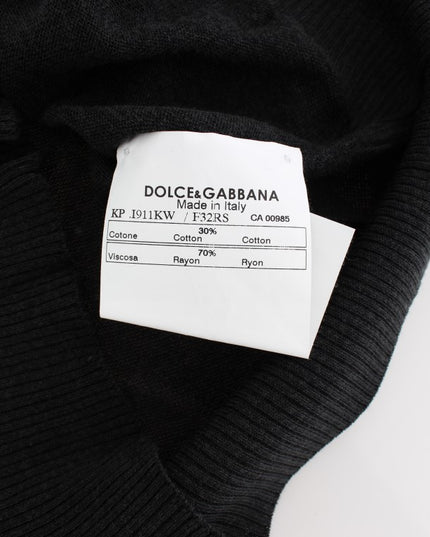 DOLCE&GABBANA
Made in Italy
KP .I911KW / F32RS CA 00985
30%
Cotone Cotton Cotton
70%
Viscosa Rayon Ryon